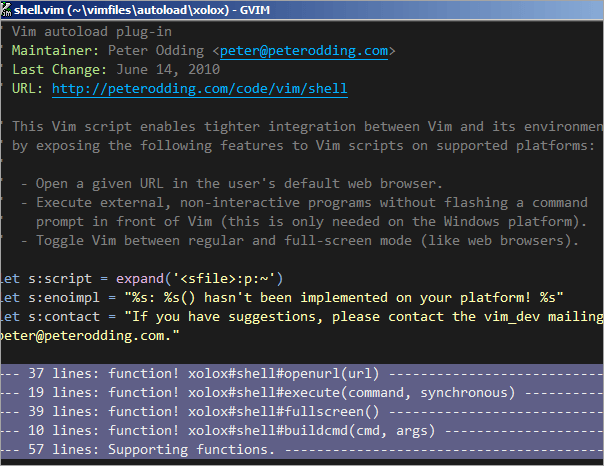 shell.vim (~\vimfiles\autoload\xolox) - GVIM
" Vim autoload plug-in
" Maintainer: Peter Odding <peter@peterodding.com>
" Last Change: June 14, 2010
" URL: http://peterodding.com/code/vim/shell
"
" This Vim script enables tighter integration between Vim and its environmen
" by exposing the following features to Vim scripts on supported platforms:
"
"  - Open a given URL in the user's default web browser.
"  - Execute external, non-interactive programs without flashing a command
"    prompt in front of Vim (this is only needed on the Windows platform).
"  - Toggle Vim between regular and full-screen mode (like web browsers).
let s:script = expand('<sfile>:p:~')
let s:enoimpl = "%s: %s() hasn't been implemented on your platform! %s"
let s:contact = "If you have suggestions, please contact the vim_dev mailing
peter@peterodding.com."
--- 37 lines: function! xolox#shell#openurl(url) ---------------------------
--- 19 lines: function! xolox#shell#execute(command, synchronous) ----------
--- 39 lines: function! xolox#shell#fullscreen() ---------------------------
--- 10 lines: function! xolox#shell#buildcmd(cmd, args) --------------------
--- 57 lines: Supporting functions. ----------------------------------------